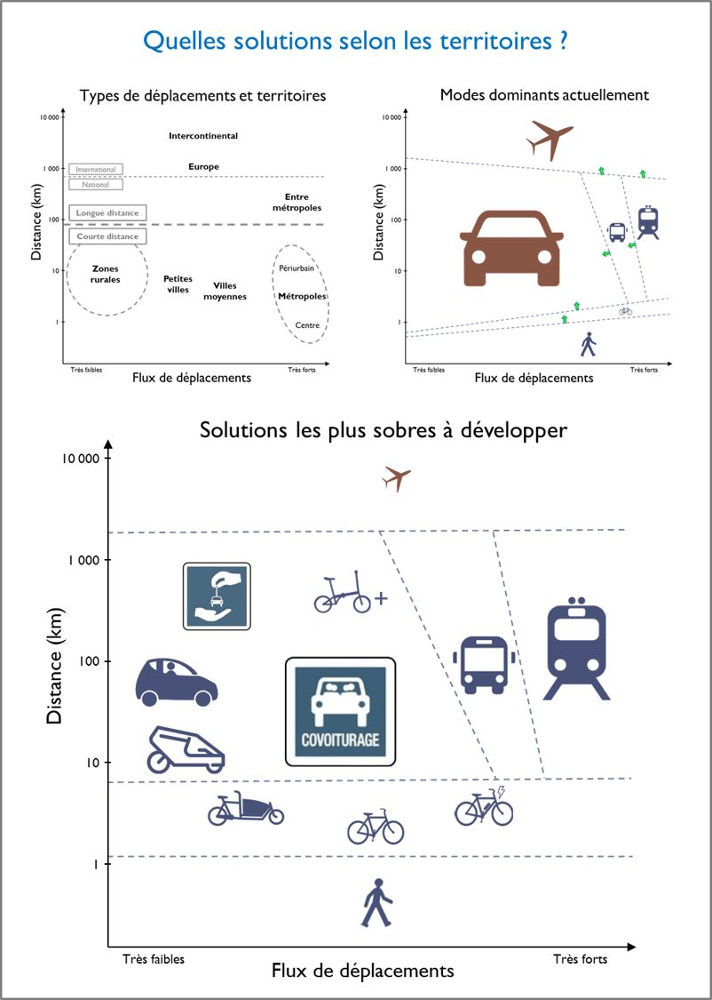 Quelles solutions selon les territoires ?
Types de déplacements et territoires
Distance (km)
10 000
1 000
100
10
1
Intercontinental
Europe
International
National
Entre
métropoles
Longue distance
Courte distance
Zones
rurales
Petites
villes
Villes
moyennes
Périurbain
Métropoles
Centre
Très faibles
Très forts
Flux de déplacements
Modes dominants actuellement
Distance (km)
10 000
1 000
100
10
1
Très faibles
Très forts
Flux de déplacements
Solutions les plus sobres à développer
Distance (km)
10 000
1 000
100
10
1
+
COVOITURAGE
Très faibles
Très forts
Flux de déplacements